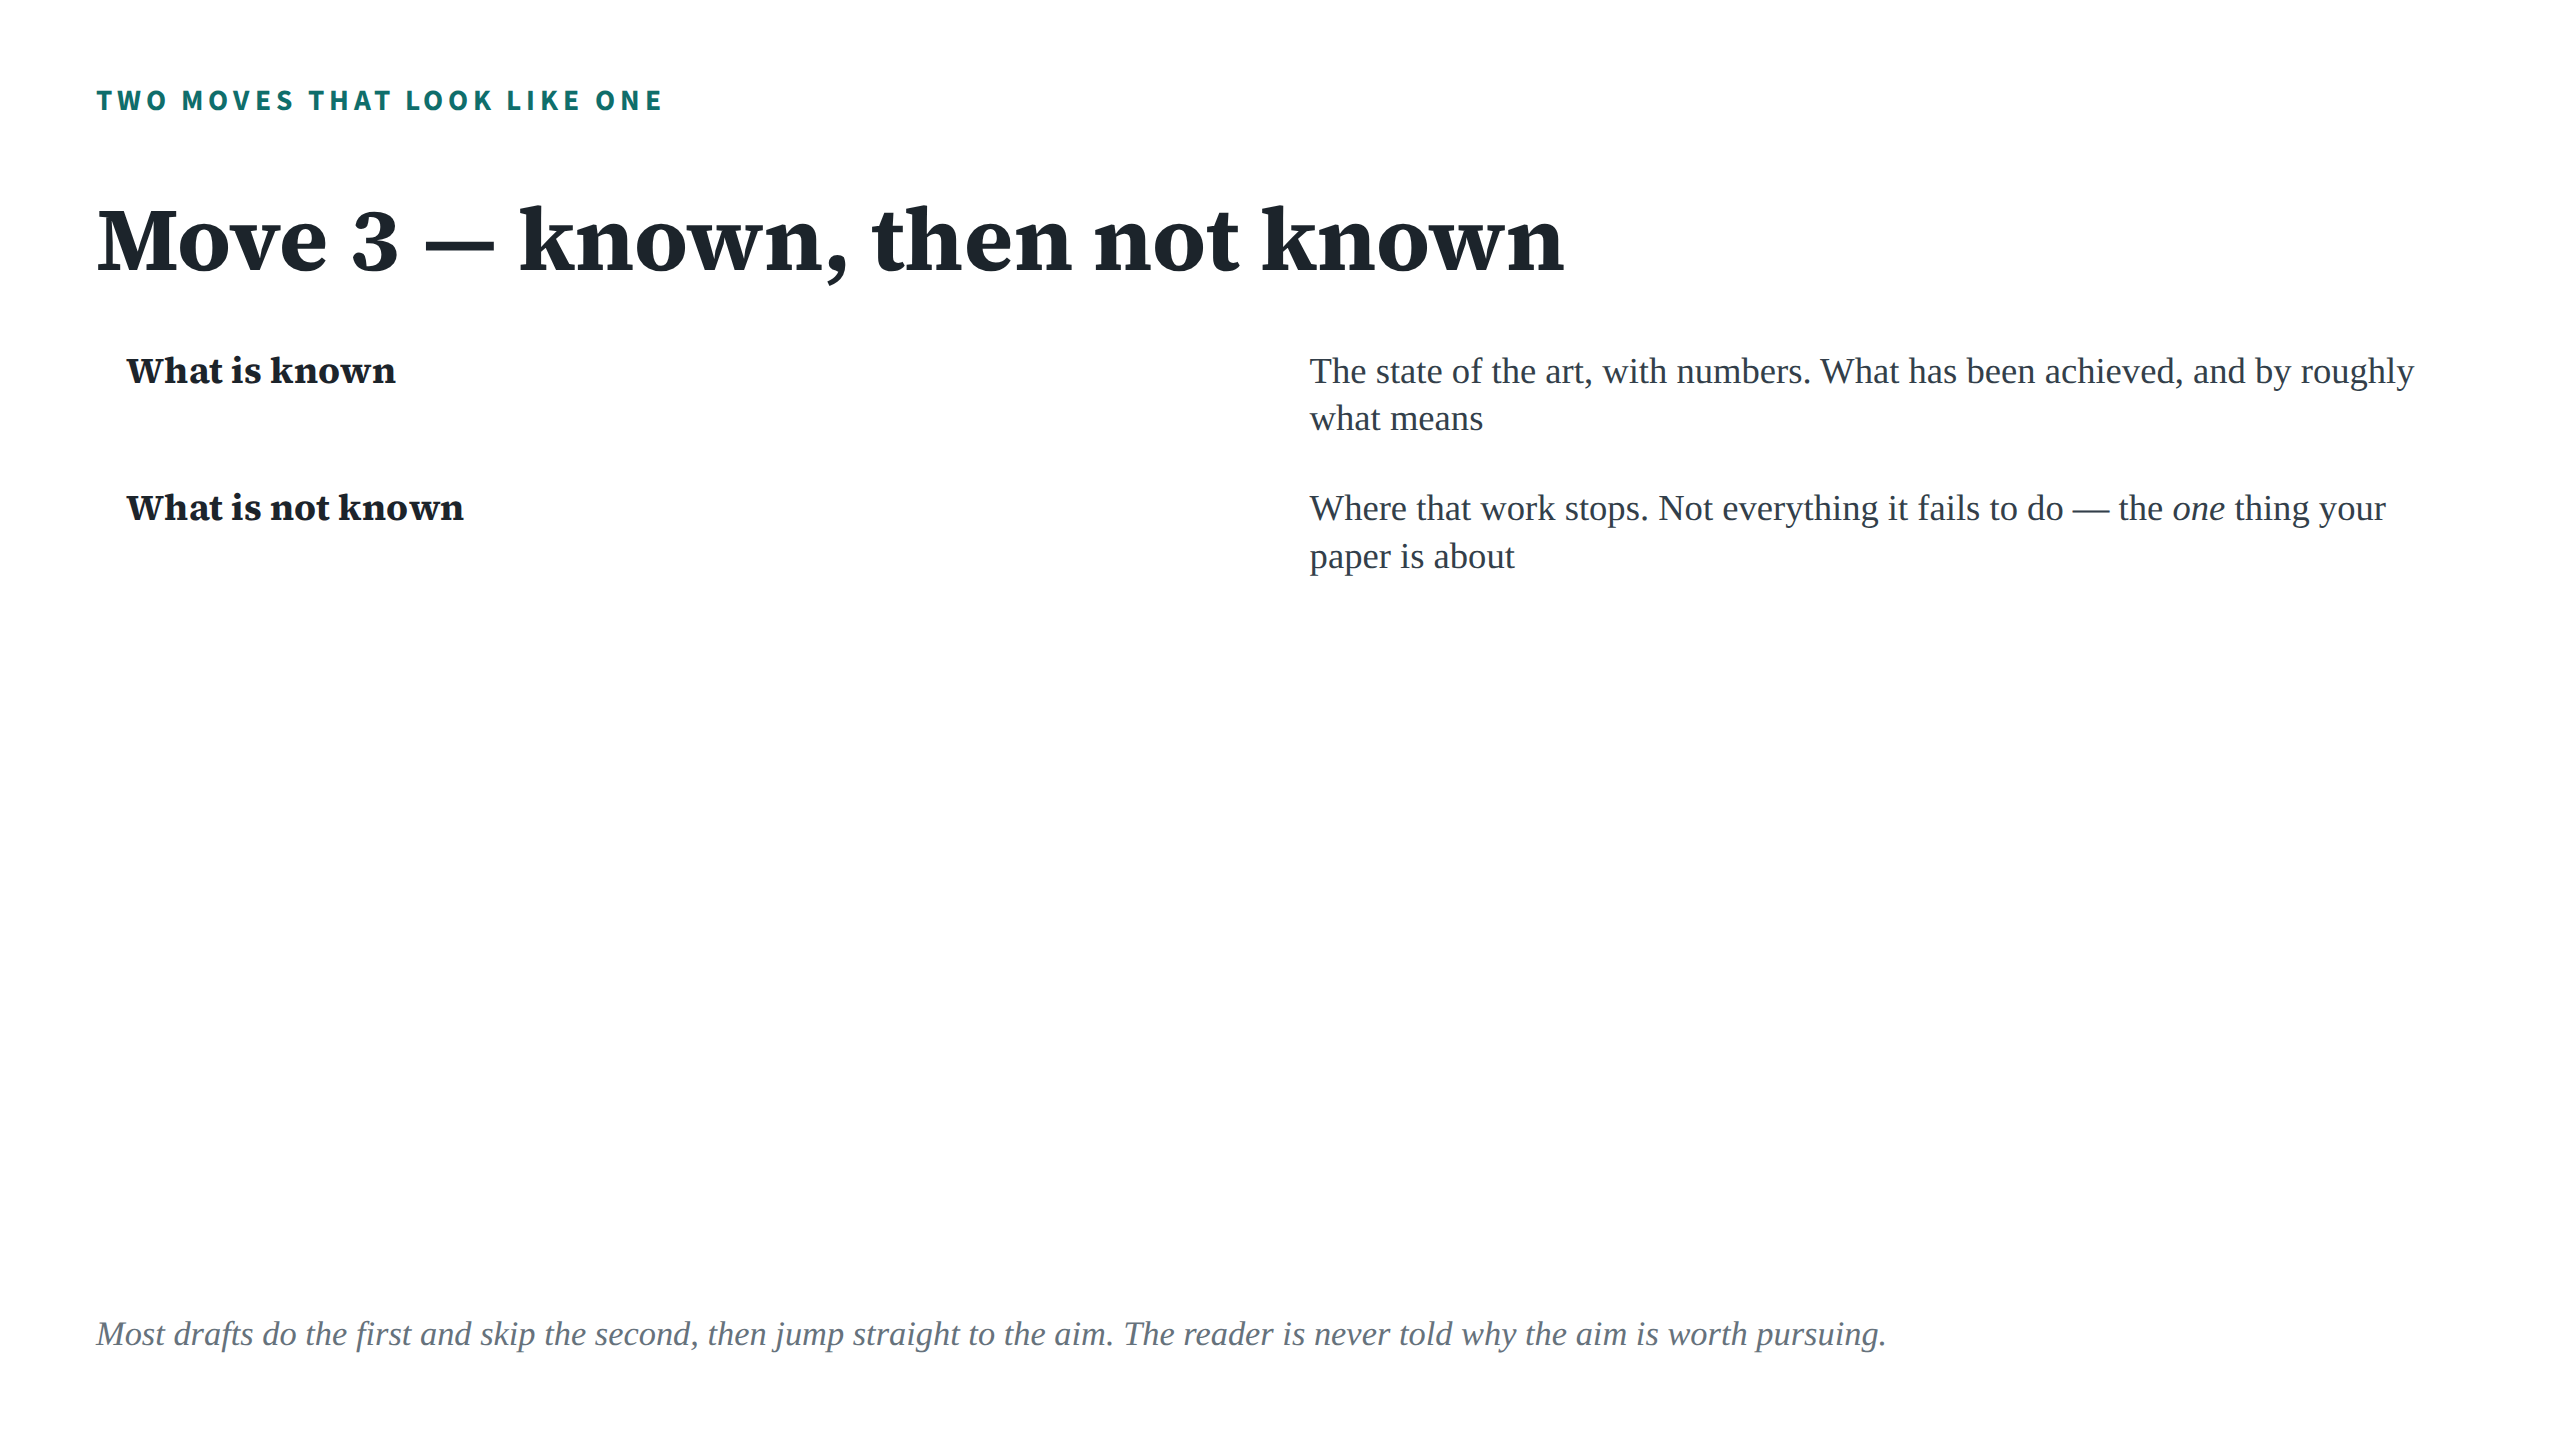 TWO MOVES THAT LOOK LIKE ONE
Move 3 — known, then not known
What is known
The state of the art, with numbers. What has been achieved, and by roughly
what means
What is not known
Where that work stops. Not everything it fails to do — the one thing your
paper is about
Most drafts do the first and skip the second, then jump straight to the aim. The reader is never told why the aim is worth pursuing.